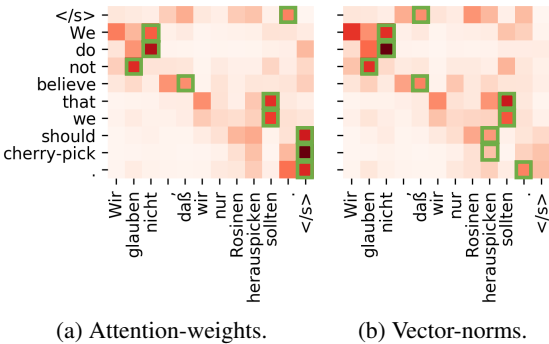 </s>
We
do
not
believe
that
we
should
cherry-pick
.
Wir
glauben
nicht
,
daß
wir
nur
Rosinen
herauspicken
sollten
.
</s>
Wir
glauben
nicht
,
daß
wir
nur
Rosinen
herauspicken
sollten
.
</s>
(a) Attention-weights.
(b) Vector-norms.